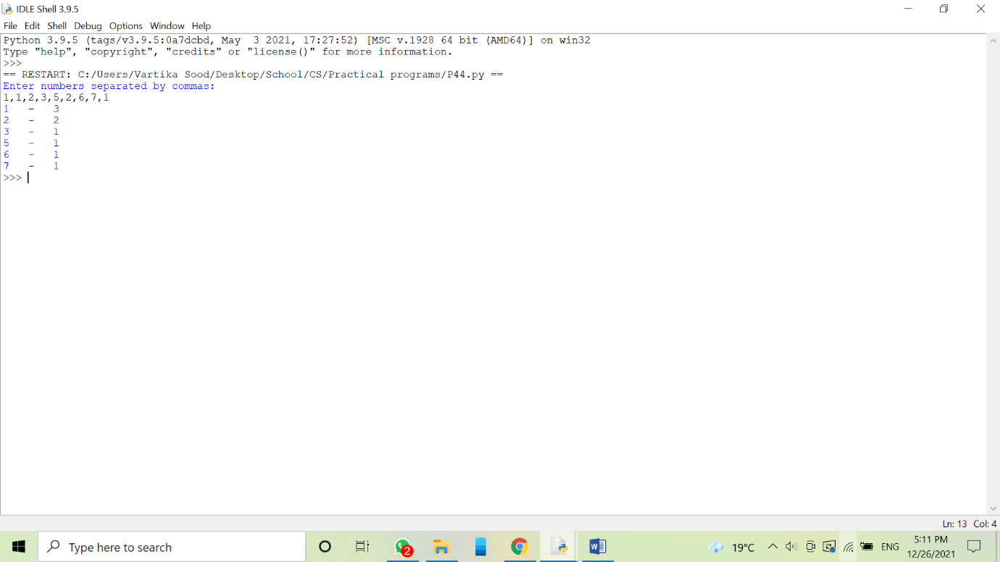 IDLE Shell 3.9.5
File Edit Shell Debug Options Window Help
Python 3.9.5 (tags/v3.9.5:0a7dcbd, May  3 2021, 17:27:52) [MSC v.1928 64 bit (AMD64)] on win32
Type "help", "copyright", "credits" or "license()" for more information.
>>>
== RESTART: C:/Users/Vartika Sood/Desktop/School/CS/Practical programs/P44.py ==
Enter numbers separated by commas:
1,1,2,3,5,2,6,7,1
1   -   3
2   -   2
3   -   1
5   -   1
6   -   1
7   -   1
>>>
Ln: 13 Col: 4
Type here to search
2
W
19°C
ENG
5:11 PM
12/26/2021